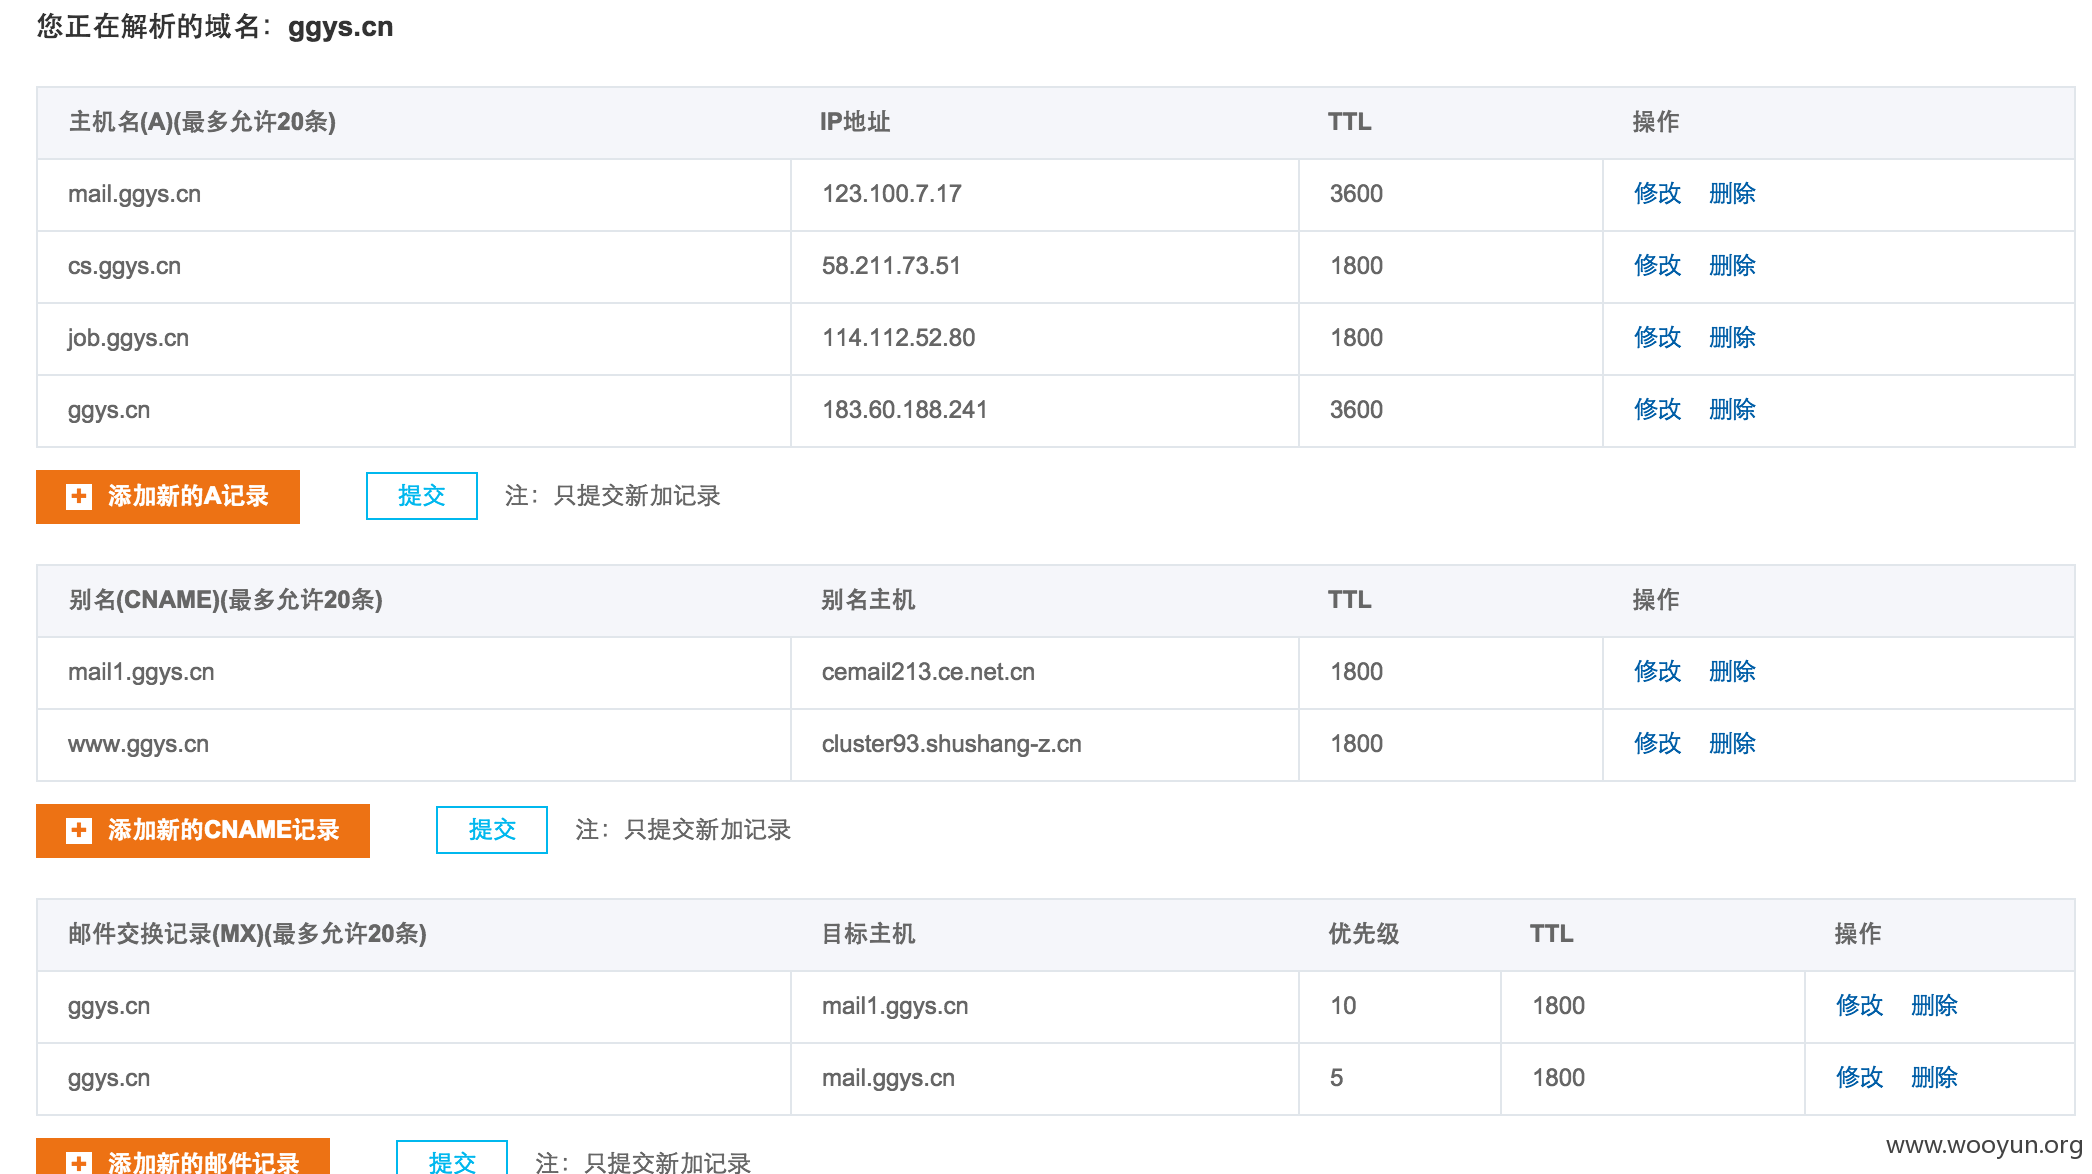 您正在解析的域名：ggys.cn
主机名(A)(最多允许20条) IP地址 TTL 操作
mail.ggys.cn 123.100.7.17 3600 修改 删除
cs.ggys.cn 58.211.73.51 1800 修改 删除
job.ggys.cn 114.112.52.80 1800 修改 删除
ggys.cn 183.60.188.241 3600 修改 删除
添加新的A记录 提交 注：只提交新加记录
别名(CNAME)(最多允许20条) 别名主机 TTL 操作
mail1.ggys.cn cemail213.ce.net.cn 1800 修改 删除
www.ggys.cn cluster93.shushang-z.cn 1800 修改 删除
添加新的CNAME记录 提交 注：只提交新加记录
邮件交换记录(MX)(最多允许20条) 目标主机 优先级 TTL 操作
ggys.cn mail1.ggys.cn 10 1800 修改 删除
ggys.cn mail.ggys.cn 5 1800 修改 删除
添加新的邮件记录 提交 注：只提交新加记录
www.wooyun.org